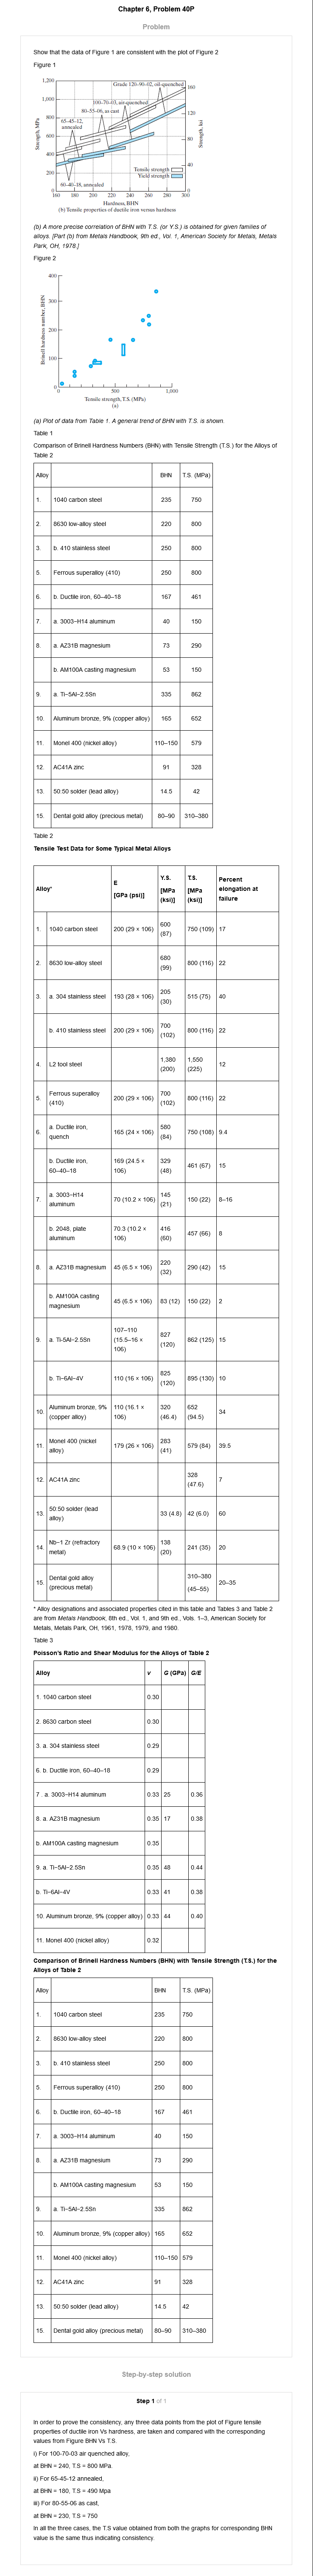 Chapter 6, Problem 40P
Problem
Show that the data of Figure 1 are consistent with the plot of Figure 2
Figure 1
1,200
1,000
800
600
400
200
0
Strength, MPa
Grade 120–90–02, oil-quenched
100–70–03, air-quenched
80–55–06, as cast
65–45–12,
annealed
60–40–18, annealed
Tensile strength
Yield strength
160
120
80
40
0
Strength, ksi
160 180 200 220 240 260 280 300
Hardness, BHN
(b) Tensile properties of ductile iron versus hardness
(b) A more precise correlation of BHN with T.S. (or Y.S.) is obtained for given families of
alloys. [Part (b) from Metals Handbook, 9th ed., Vol. 1, American Society for Metals, Metals
Park, OH, 1978.]
Figure 2
400
300
200
100
0
Brinell hardness number, BHN
0 500 1,000
Tensile strength, T.S. (MPa)
(a)
(a) Plot of data from Table 1. A general trend of BHN with T.S. is shown.
Table 1
Comparison of Brinell Hardness Numbers (BHN) with Tensile Strength (T.S.) for the Alloys of
Table 2
Alloy BHN T.S. (MPa)
1. 1040 carbon steel 235 750
2. 8630 low-alloy steel 220 800
3. b. 410 stainless steel 250 800
5. Ferrous superalloy (410) 250 800
6. b. Ductile iron, 60–40–18 167 461
7. a. 3003–H14 aluminum 40 150
8. a. AZ31B magnesium 73 290
b. AM100A casting magnesium 53 150
9. a. Ti–5Al–2.5Sn 335 862
10. Aluminum bronze, 9% (copper alloy) 165 652
11. Monel 400 (nickel alloy) 110–150 579
12. AC41A zinc 91 328
13. 50:50 solder (lead alloy) 14.5 42
15. Dental gold alloy (precious metal) 80–90 310–380
Table 2
Tensile Test Data for Some Typical Metal Alloys
Alloy* E [GPa (psi)] Y.S. [MPa (ksi)] T.S. [MPa (ksi)] Percent elongation at failure
1. 1040 carbon steel 200 (29 × 106) 600 (87) 750 (109) 17
2. 8630 low-alloy steel 680 (99) 800 (116) 22
3. a. 304 stainless steel 193 (28 × 106) 205 (30) 515 (75) 40
b. 410 stainless steel 200 (29 × 106) 700 (102) 800 (116) 22
4. L2 tool steel 1,380 (200) 1,550 (225) 12
5. Ferrous superalloy (410) 200 (29 × 106) 700 (102) 800 (116) 22
6. a. Ductile iron, quench 165 (24 × 106) 580 (84) 750 (108) 9.4
b. Ductile iron, 60–40–18 169 (24.5 × 106) 329 (48) 461 (67) 15
7. a. 3003–H14 aluminum 70 (10.2 × 106) 145 (21) 150 (22) 8–16
b. 2048, plate aluminum 70.3 (10.2 × 106) 416 (60) 457 (66) 8
8. a. AZ31B magnesium 45 (6.5 × 106) 220 (32) 290 (42) 15
b. AM100A casting magnesium 45 (6.5 × 106) 83 (12) 150 (22) 2
9. a. Ti-5Al–2.5Sn 107–110 (15.5–16 × 106) 827 (120) 862 (125) 15
b. Ti–6Al–4V 110 (16 × 106) 825 (120) 895 (130) 10
10. Aluminum bronze, 9% (copper alloy) 110 (16.1 × 106) 320 (46.4) 652 (94.5) 34
11. Monel 400 (nickel alloy) 179 (26 × 106) 283 (41) 579 (84) 39.5
12. AC41A zinc 328 (47.6) 7
13. 50:50 solder (lead alloy) 33 (4.8) 42 (6.0) 60
14. Nb–1 Zr (refractory metal) 68.9 (10 × 106) 138 (20) 241 (35) 20
15. Dental gold alloy (precious metal) 310–380 (45–55) 20–35
* Alloy designations and associated properties cited in this table and Tables 3 and Table 2
are from Metals Handbook, 8th ed., Vol. 1, and 9th ed., Vols. 1–3, American Society for
Metals, Metals Park, OH, 1961, 1978, 1979, and 1980.
Table 3
Poisson's Ratio and Shear Modulus for the Alloys of Table 2
Alloy v G (GPa) G/E
1. 1040 carbon steel 0.30
2. 8630 carbon steel 0.30
3. a. 304 stainless steel 0.29
6. b. Ductile iron, 60–40–18 0.29
7 . a. 3003–H14 aluminum 0.33 25 0.36
8. a. AZ31B magnesium 0.35 17 0.38
b. AM100A casting magnesium 0.35
9. a. Ti–5Al–2.5Sn 0.35 48 0.44
b. Ti–6Al–4V 0.33 41 0.38
10. Aluminum bronze, 9% (copper alloy) 0.33 44 0.40
11. Monel 400 (nickel alloy) 0.32
Comparison of Brinell Hardness Numbers (BHN) with Tensile Strength (T.S.) for the
Alloys of Table 2
Alloy BHN T.S. (MPa)
1. 1040 carbon steel 235 750
2. 8630 low-alloy steel 220 800
3. b. 410 stainless steel 250 800
5. Ferrous superalloy (410) 250 800
6. b. Ductile iron, 60–40–18 167 461
7. a. 3003–H14 aluminum 40 150
8. a. AZ31B magnesium 73 290
b. AM100A casting magnesium 53 150
9. a. Ti–5Al–2.5Sn 335 862
10. Aluminum bronze, 9% (copper alloy) 165 652
11. Monel 400 (nickel alloy) 110–150 579
12. AC41A zinc 91 328
13. 50:50 solder (lead alloy) 14.5 42
15. Dental gold alloy (precious metal) 80–90 310–380
Step-by-step solution
Step 1 of 1
In order to prove the consistency, any three data points from the plot of Figure tensile
properties of ductile iron Vs hardness, are taken and compared with the corresponding
values from Figure BHN Vs T.S.
i) For 100-70-03 air quenched alloy,
at BHN = 240, T.S = 800 MPa.
ii) For 65-45-12 annealed,
at BHN = 180, T.S = 490 Mpa
iii) For 80-55-06 as cast,
at BHN = 230, T.S = 750
In all the three cases, the T.S value obtained from both the graphs for corresponding BHN
value is the same thus indicating consistency.